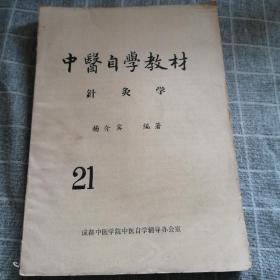 中醫自學教材
針灸学
楊介宾 编著
21
成都中医学院中医自学辅导办公室